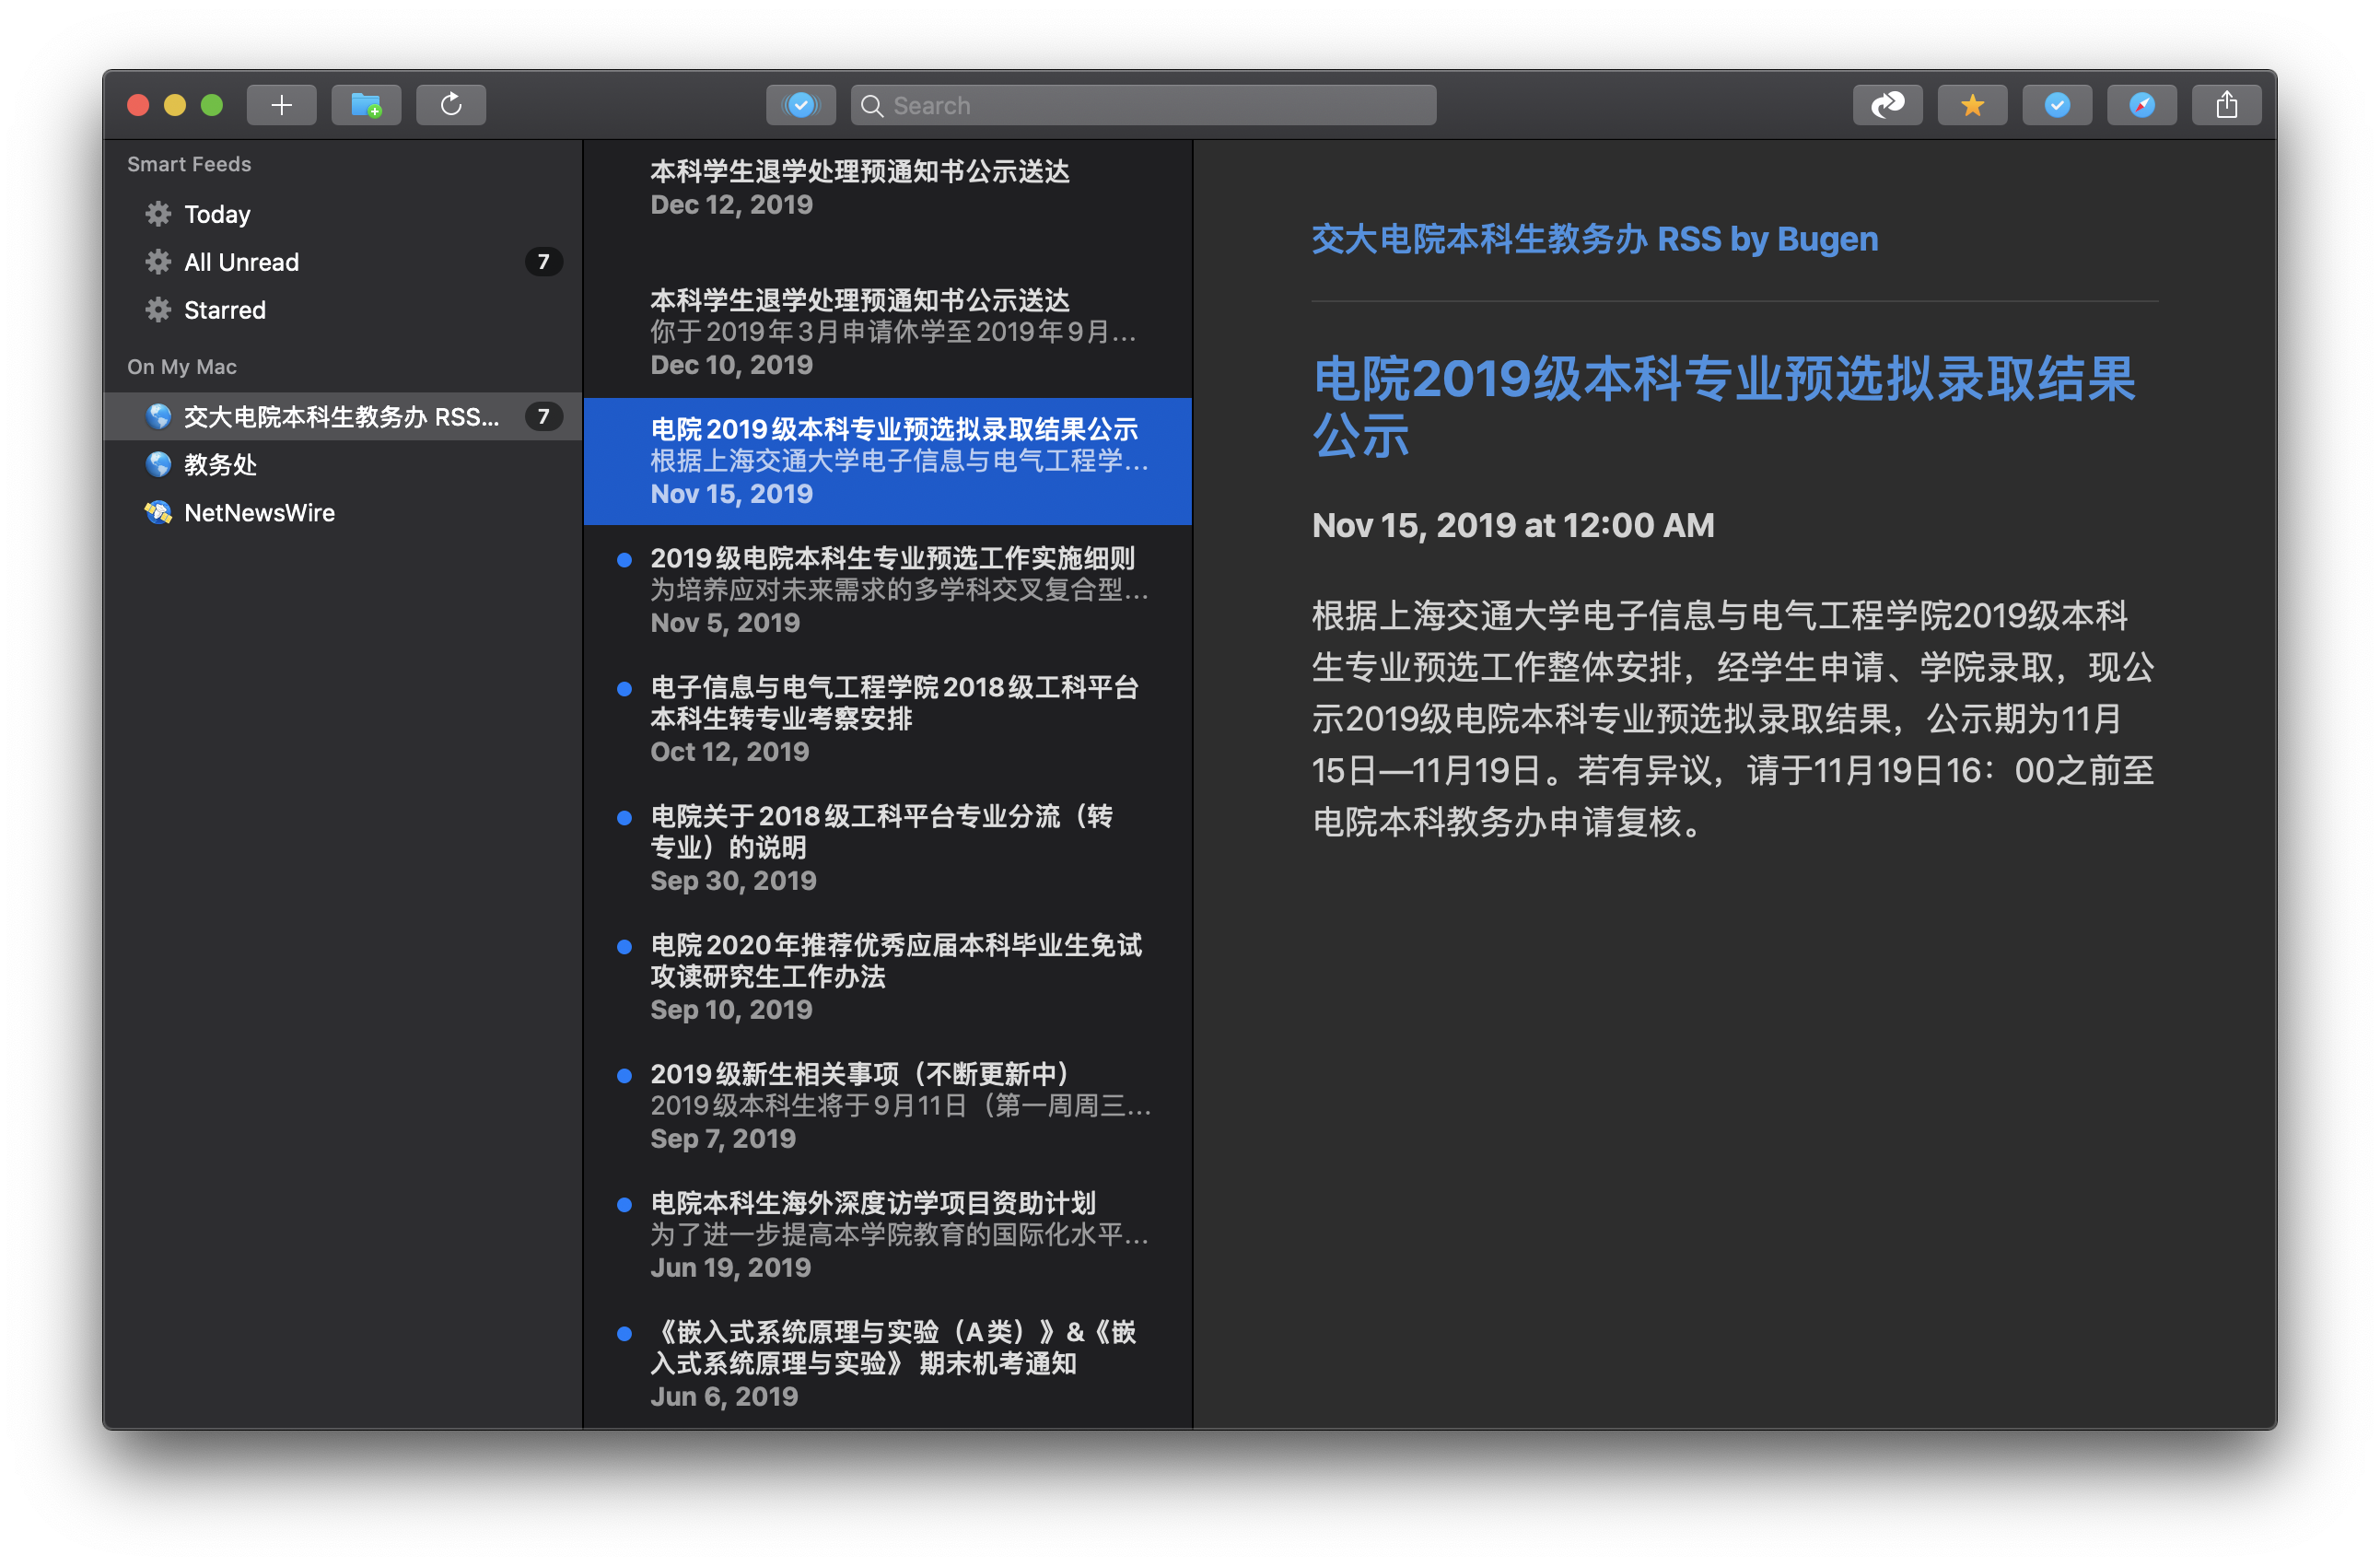 Search
Smart Feeds
Today
All Unread 7
Starred
On My Mac
交大电院本科生教务办 RSS... 7
教务处
NetNewsWire
本科学生退学处理预通知书公示送达
Dec 12, 2019
本科学生退学处理预通知书公示送达
你于2019年3月申请休学至2019年9月...
Dec 10, 2019
电院2019级本科专业预选拟录取结果公示
根据上海交通大学电子信息与电气工程学...
Nov 15, 2019
2019级电院本科生专业预选工作实施细则
为培养应对未来需求的多学科交叉复合型...
Nov 5, 2019
电子信息与电气工程学院2018级工科平台
本科生转专业考察安排
Oct 12, 2019
电院关于2018级工科平台专业分流（转
专业）的说明
Sep 30, 2019
电院2020年推荐优秀应届本科毕业生免试
攻读研究生工作办法
Sep 10, 2019
2019级新生相关事项（不断更新中）
2019级本科生将于9月11日（第一周周三...
Sep 7, 2019
电院本科生海外深度访学项目资助计划
为了进一步提高本学院教育的国际化水平...
Jun 19, 2019
《嵌入式系统原理与实验（A类）》&《嵌
入式系统原理与实验》 期末机考通知
Jun 6, 2019
交大电院本科生教务办 RSS by Bugen
电院2019级本科专业预选拟录取结果
公示
Nov 15, 2019 at 12:00 AM
根据上海交通大学电子信息与电气工程学院2019级本科
生专业预选工作整体安排，经学生申请、学院录取，现公
示2019级电院本科专业预选拟录取结果，公示期为11月
15日—11月19日。若有异议，请于11月19日16：00之前至
电院本科教务办申请复核。